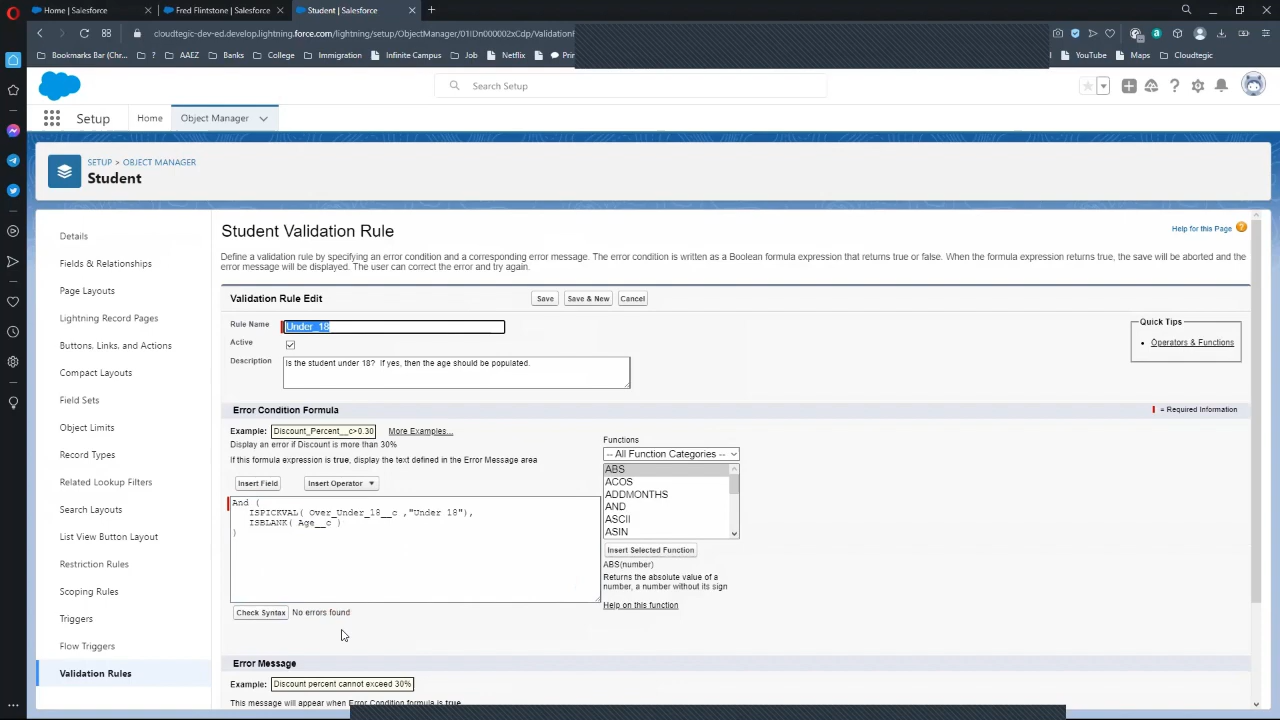 Home | Salesforce
Fred Flintstone | Salesforce
Student | Salesforce
cloudtegic-dev-ed.develop.lightning.force.com/lightning/setup/ObjectManager/01IDn000002xCdp/ValidationR
Bookmarks Bar (Chr...
?
AAEZ
Banks
College
Immigration
Infinite Campus
Job
Netflix
Pri
YouTube
Maps
Cloudtegic
Search Setup
Setup
Home
Object Manager
SETUP > OBJECT MANAGER
Student
Details
Fields & Relationships
Page Layouts
Lightning Record Pages
Buttons, Links, and Actions
Compact Layouts
Field Sets
Object Limits
Record Types
Related Lookup Filters
Search Layouts
List View Button Layout
Restriction Rules
Scoping Rules
Triggers
Flow Triggers
Validation Rules
Student Validation Rule
Help for this Page
Define a validation rule by specifying an error condition and a corresponding error message. The error condition is written as a Boolean formula expression that returns true or false. When the formula expression returns true, the save will be aborted and the
error message will be displayed. The user can correct the error and try again.
Validation Rule Edit
Save
Save & New
Cancel
Rule Name
Under_18
Active
Description
Is the student under 18? If yes, then the age should be populated.
Quick Tips
• Operators & Functions
Error Condition Formula
= Required Information
Example:
Discount_Percent__c>0.30
More Examples...
Display an error if Discount is more than 30%
If this formula expression is true, display the text defined in the Error Message area
Insert Field
Insert Operator
And (
ISPICKVAL( Over_Under_18__c ,"Under 18"),
ISBLANK( Age__c )
)
Functions
-- All Function Categories --
ABS
ACOS
ADDMONTHS
AND
ASCII
ASIN
Insert Selected Function
ABS(number)
Returns the absolute value of a
number, a number without its sign
Help on this function
Check Syntax
No errors found
Error Message
Example:
Discount percent cannot exceed 30%
This message will appear when Error Condition formula is true